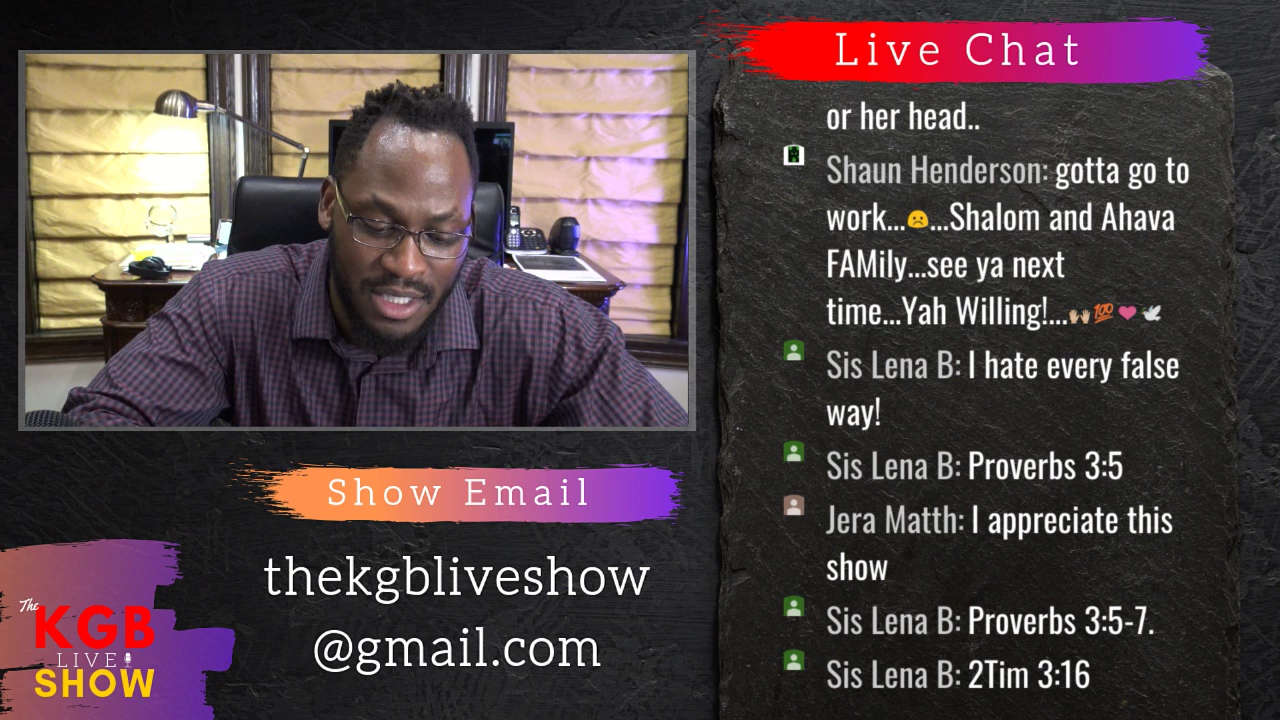 Live Chat
or her head..
Shaun Henderson: gotta go to
work...☹️...Shalom and Ahava
FAMily...see ya next
time...Yah Willing!...🙌🏼💯❤️🕊️
Sis Lena B: I hate every false
way!
Sis Lena B: Proverbs 3:5
Jera Matth: I appreciate this
show
Sis Lena B: Proverbs 3:5-7.
Sis Lena B: 2Tim 3:16
Show Email
thekgbliveshow
@gmail.com
The
KGB
LIVE
SHOW